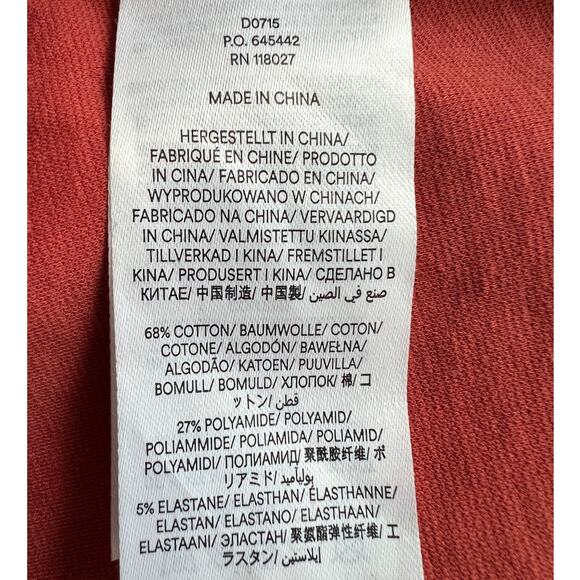 D0715
P.O. 645442
RN 118027
MADE IN CHINA
HERGESTELLT IN CHINA/
FABRIQUÉ EN CHINE/ PRODOTTO
IN CINA/ FABRICADO EN CHINA/
WYPRODUKOWANO W CHINACH/
FABRICADO NA CHINA/ VERVAARDIGD
IN CHINA/ VALMISTETTU KIINASSA/
TILLVERKAD I KINA/ FREMSTILLET I
KINA/ PRODUSERT I KINA/ СДЕЛАНО В
КИТАЕ/ 中国制造/ 中国製/ صنع في الصين
68% COTTON/ BAUMWOLLE/ COTON/
COTONE/ ALGODÓN/ BAWEŁNA/
ALGODÃO/ KATOEN/ PUUVILLA/
BOMULL/ BOMULD/ ХЛОПОК/ 棉/ コ
ットン/ قطن
27% POLYAMIDE/ POLYAMID/
POLIAMMIDE/ POLIAMIDA/ POLIAMID/
POLYAMIDI/ ПОЛИАМИД/ 聚酰胺纤维/ ポ
リアミド/ پولیآمید
5% ELASTANE/ ELASTHAN/ ÉLASTHANNE/
ELASTAN/ ELASTANO/ ELASTHAAN/
ELASTAANI/ ЭЛАСТАН/ 聚氨酯弹性纤维/ エ
ラスタン/ إيلاستين